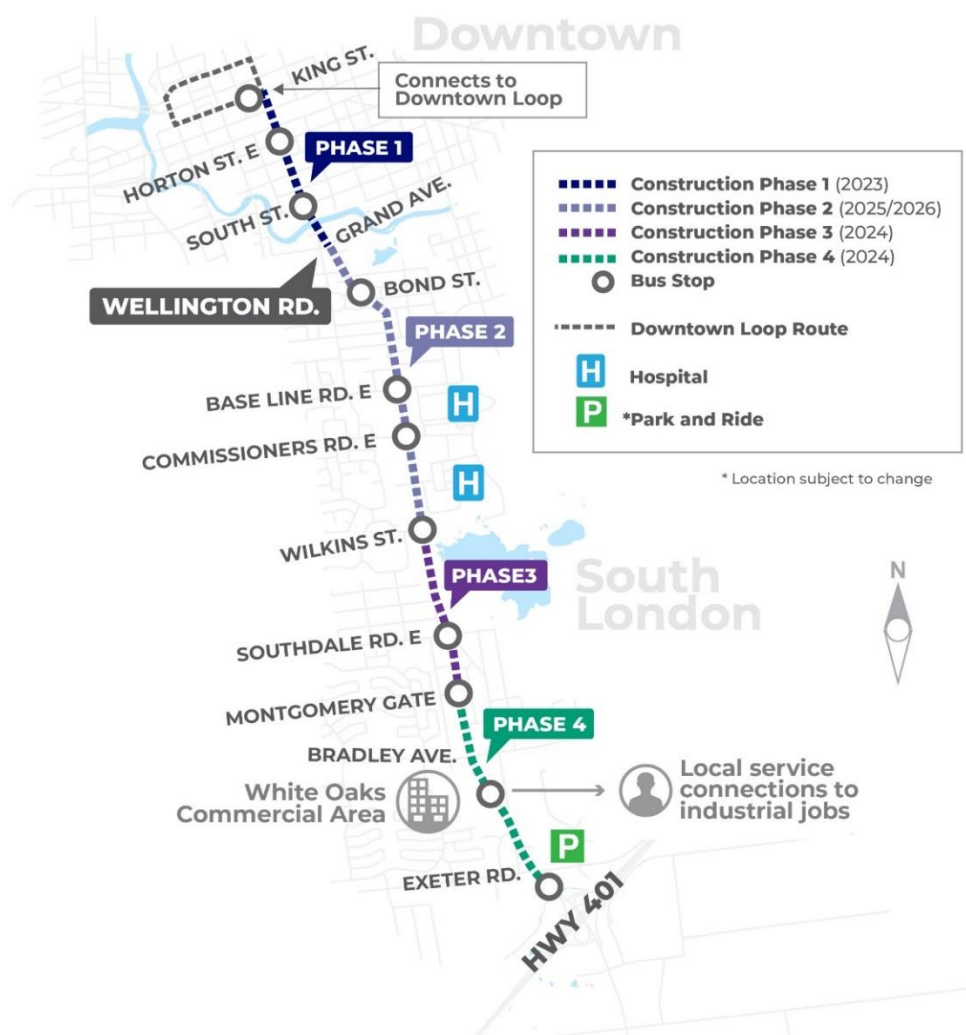 Downtown
KING ST.
Connects to
Downtown Loop
HORTON ST. E
PHASE 1
SOUTH ST.
GRAND AVE.
WELLINGTON RD.
BOND ST.
PHASE 2
BASE LINE RD. E
H
COMMISSIONERS RD. E
H
WILKINS ST.
PHASE3
South
London
SOUTHDALE RD. E
MONTGOMERY GATE
PHASE 4
BRADLEY AVE.
White Oaks
Commercial Area
Local service
connections to
industrial jobs
P
EXETER RD.
HWY 401
Construction Phase 1 (2023)
Construction Phase 2 (2025/2026)
Construction Phase 3 (2024)
Construction Phase 4 (2024)
Bus Stop
Downtown Loop Route
H Hospital
P *Park and Ride
* Location subject to change
N